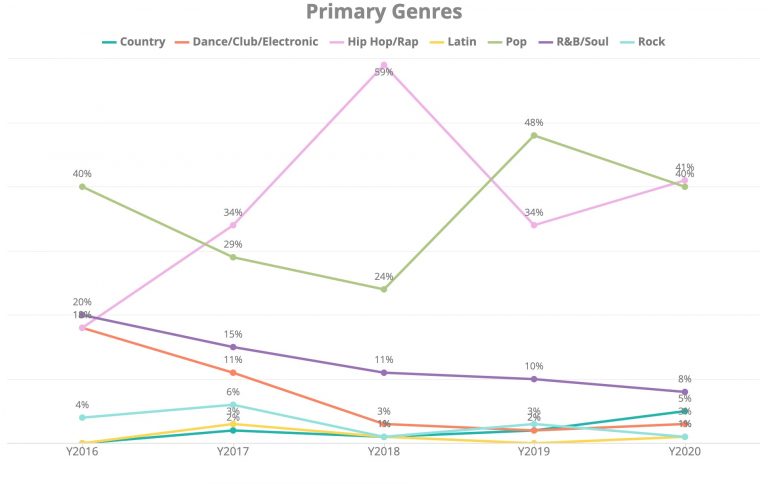 Primary Genres
Country Dance/Club/Electronic Hip Hop/Rap Latin Pop R&B/Soul Rock
59%
48%
41%
40% 40%
34% 34%
29%
24%
20%
18%
15%
11% 11% 10%
8%
4% 6% 5%
3% 3% 3%
2% 1% 2% 1%
Y2016 Y2017 Y2018 Y2019 Y2020